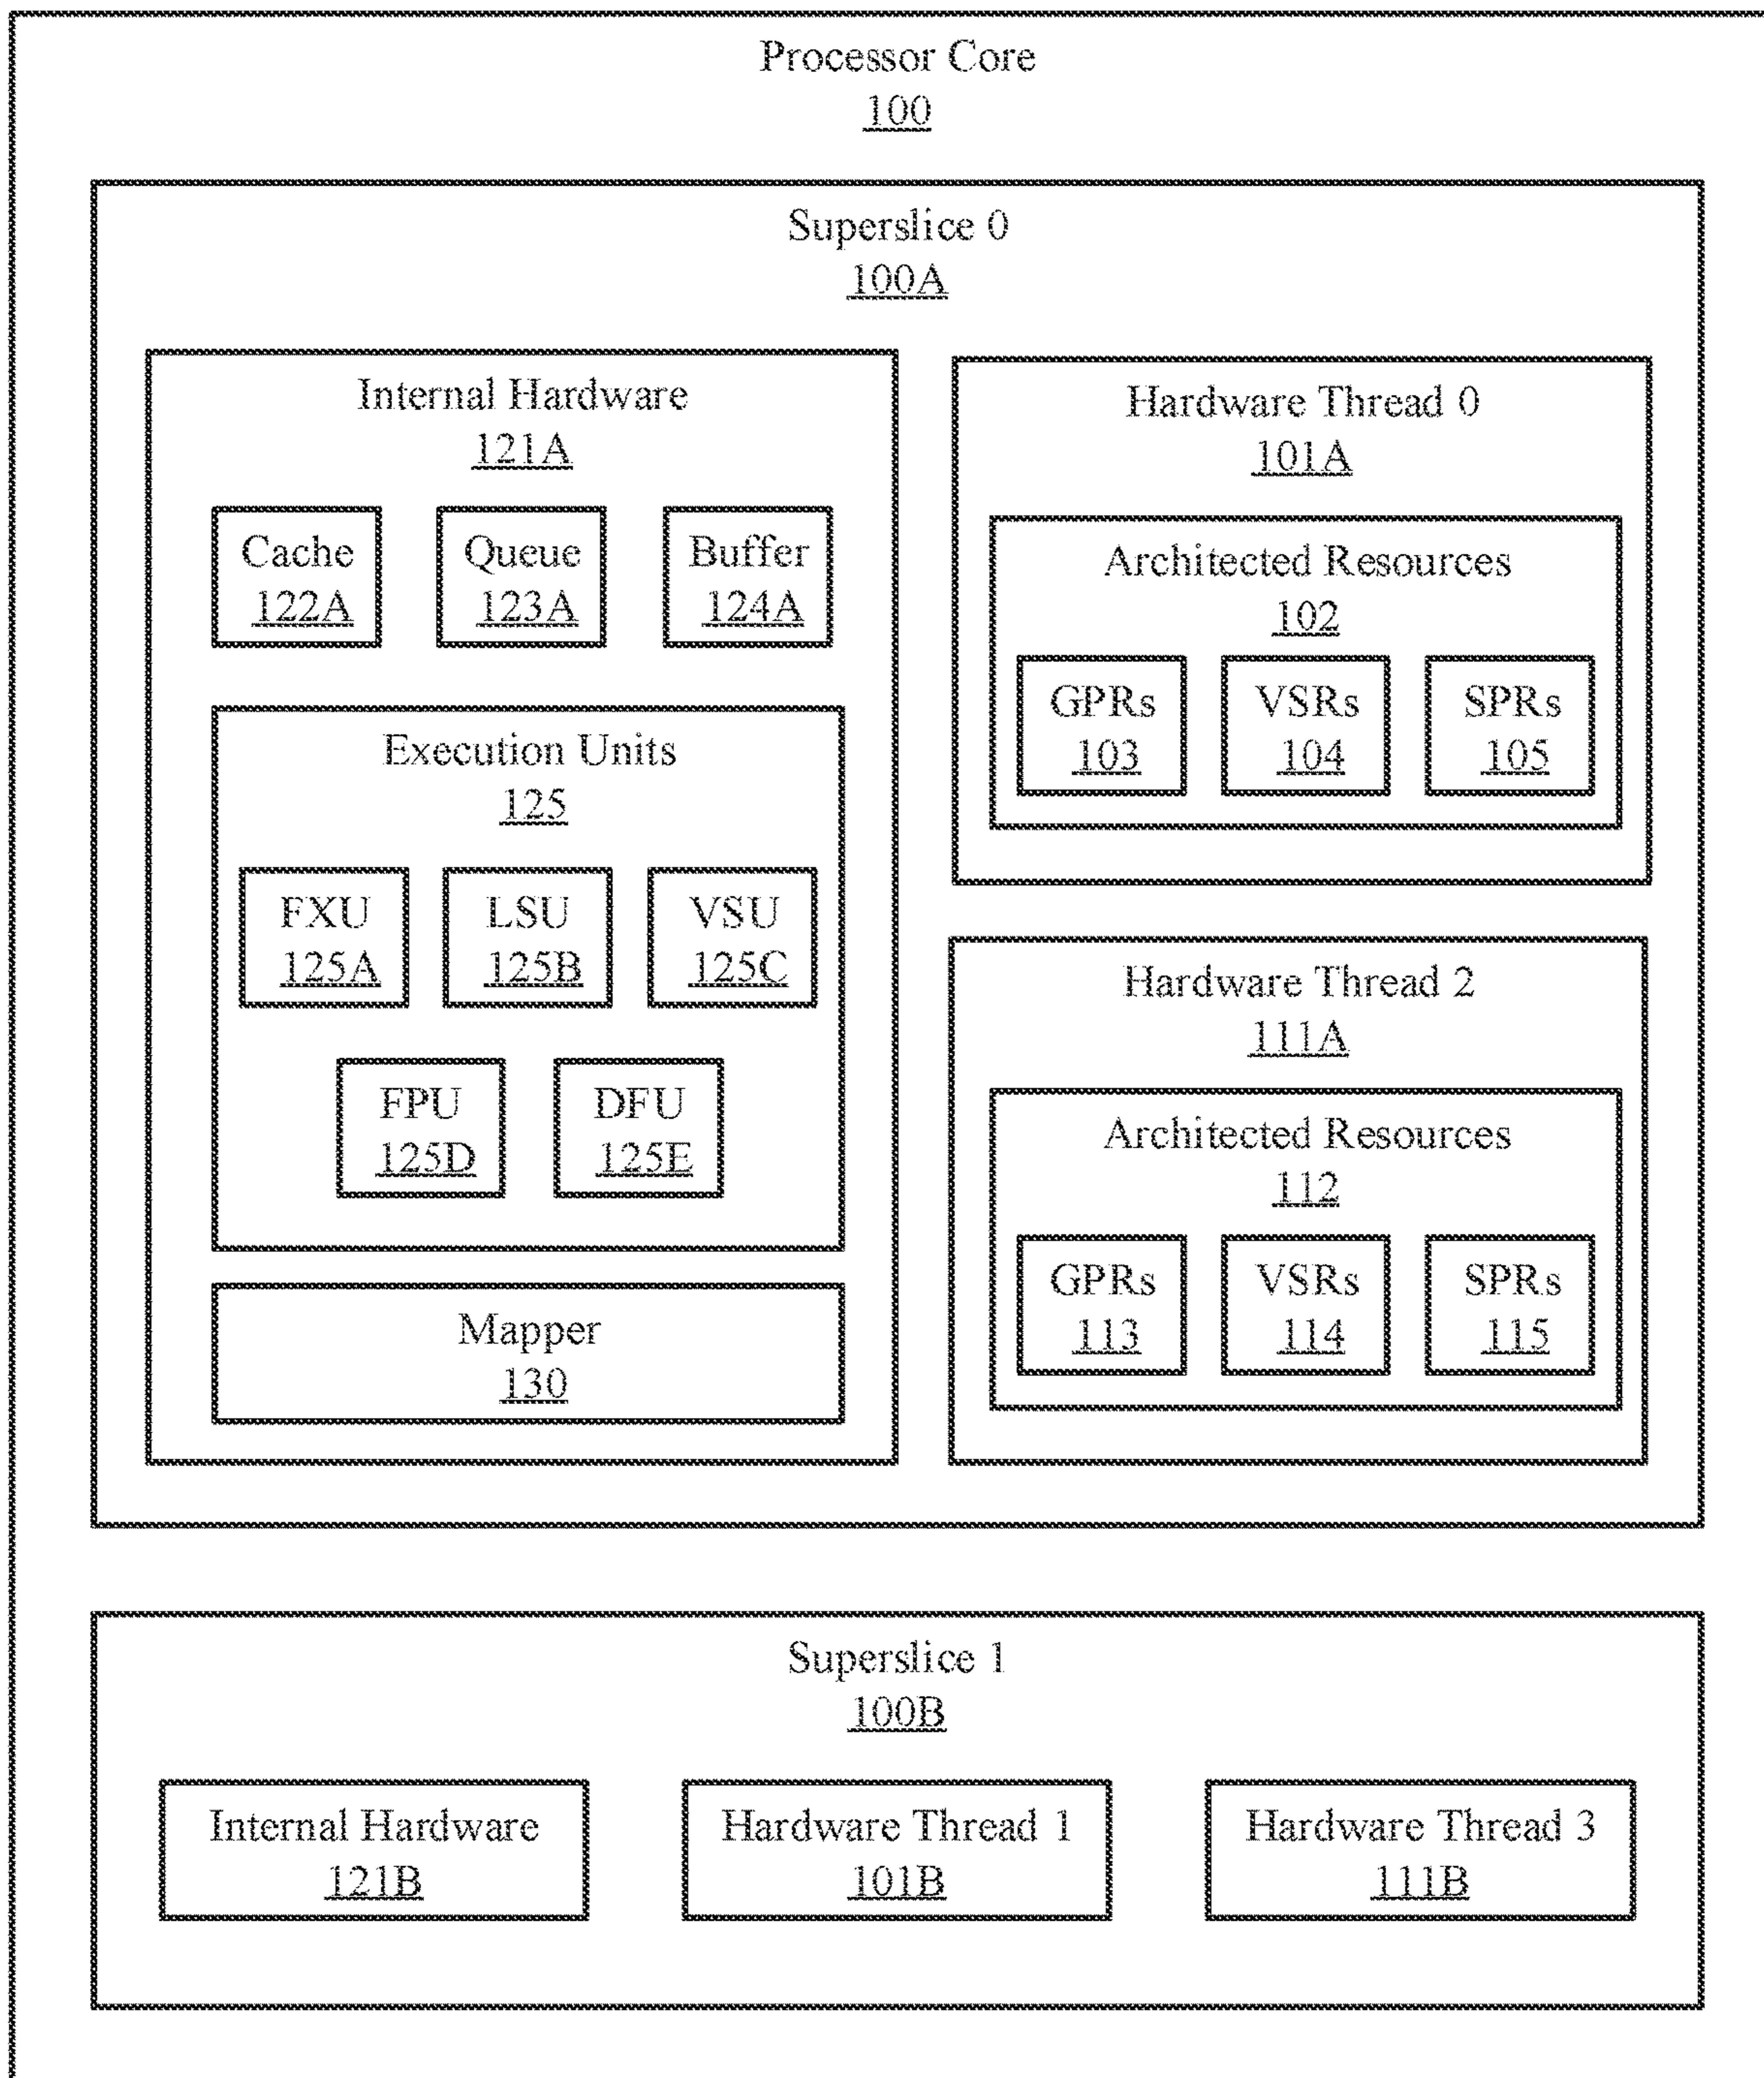 Processor Core
100
Superslice 0
100A
Internal Hardware
121A
Cache
122A
Queue
123A
Buffer
124A
Execution Units
125
FXU
125A
LSU
125B
VSU
125C
FPU
125D
DFU
125E
Mapper
130
Hardware Thread 0
101A
Architected Resources
102
GPRs
103
VSRs
104
SPRs
105
Hardware Thread 2
111A
Architected Resources
112
GPRs
113
VSRs
114
SPRs
115
Superslice 1
100B
Internal Hardware
121B
Hardware Thread 1
101B
Hardware Thread 3
111B